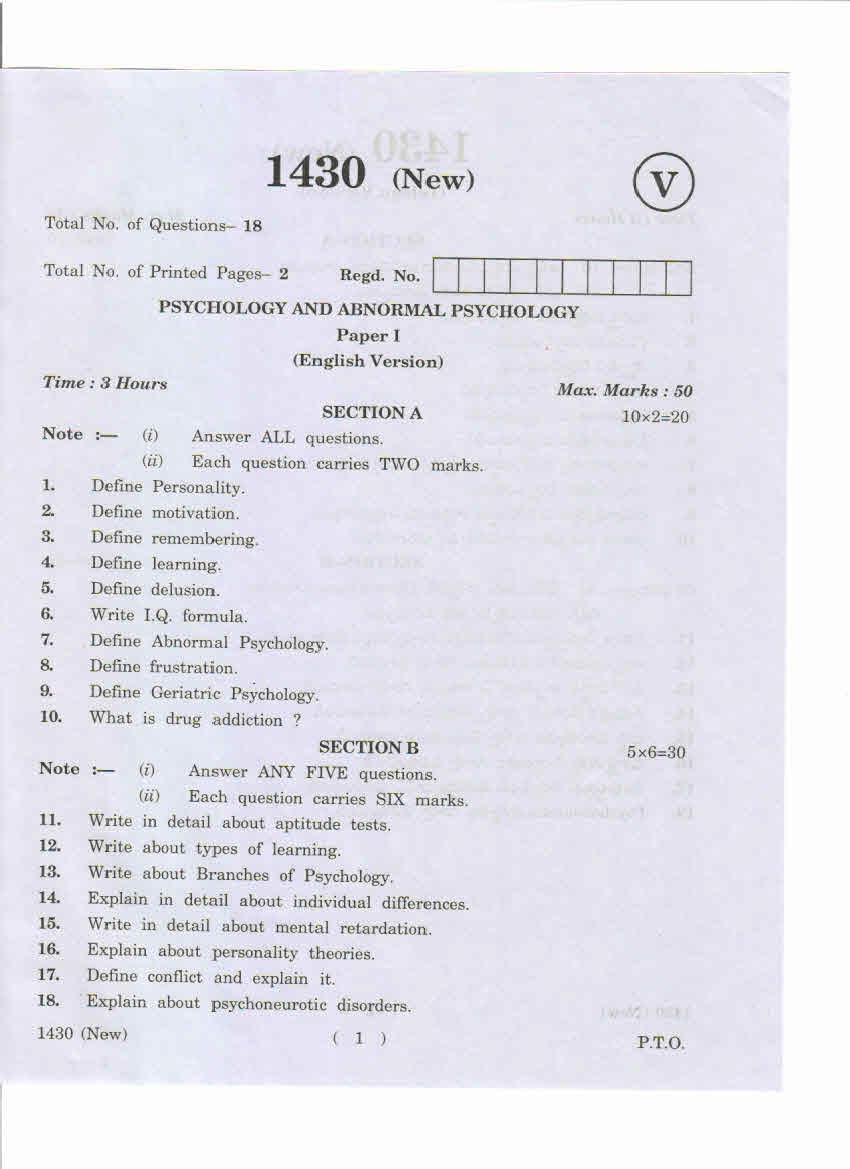 1430 (New)
V
Total No. of Questions– 18
Total No. of Printed Pages– 2 Regd. No.
PSYCHOLOGY AND ABNORMAL PSYCHOLOGY
Paper I
(English Version)
Time : 3 Hours Max. Marks : 50
SECTION A 10×2=20
Note :— (i) Answer ALL questions.
(ii) Each question carries TWO marks.
1. Define Personality.
2. Define motivation.
3. Define remembering.
4. Define learning.
5. Define delusion.
6. Write I.Q. formula.
7. Define Abnormal Psychology.
8. Define frustration.
9. Define Geriatric Psychology.
10. What is drug addiction ?
SECTION B 5×6=30
Note :— (i) Answer ANY FIVE questions.
(ii) Each question carries SIX marks.
11. Write in detail about aptitude tests.
12. Write about types of learning.
13. Write about Branches of Psychology.
14. Explain in detail about individual differences.
15. Write in detail about mental retardation.
16. Explain about personality theories.
17. Define conflict and explain it.
18. Explain about psychoneurotic disorders.
1430 (New) ( 1 ) P.T.O.